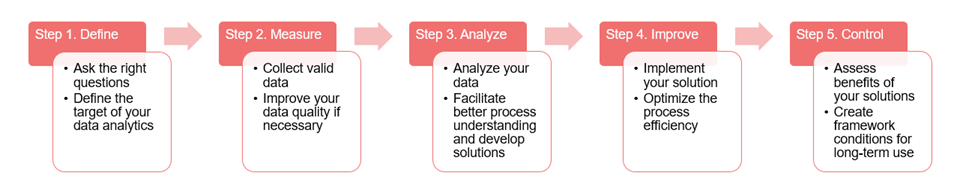 Step 1. Define
• Ask the right
questions
• Define the
target of your
data analytics
Step 2. Measure
• Collect valid
data
• Improve your
data quality if
necessary
Step 3. Analyze
• Analyze your
data
• Facilitate
better process
understanding
and develop
solutions
Step 4. Improve
• Implement
your solution
• Optimize the
process
efficiency
Step 5. Control
• Assess
benefits of
your solutions
• Create
framework
conditions for
long-term use